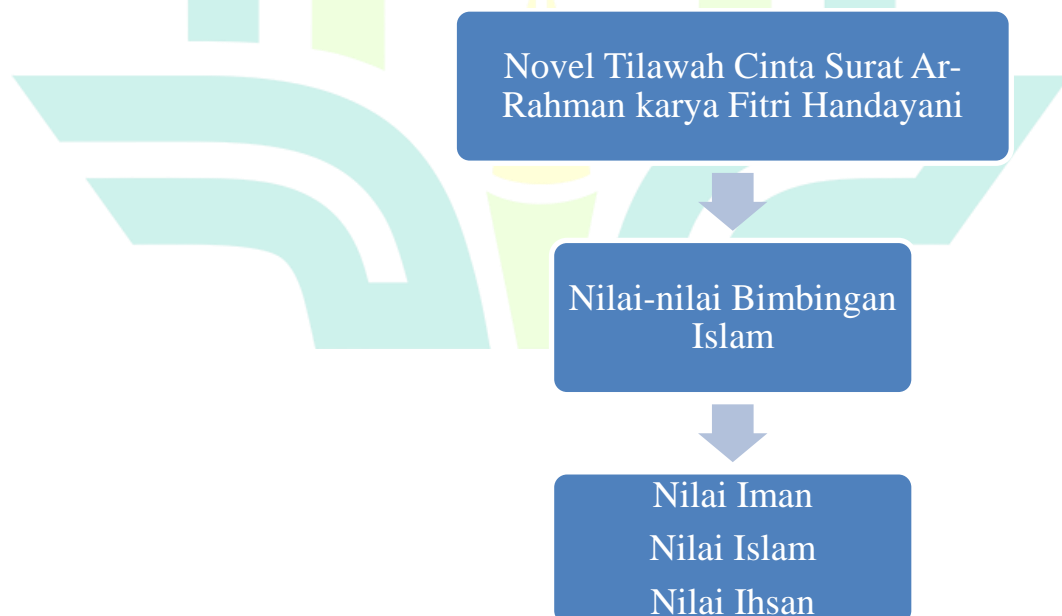 Novel Tilawah Cinta Surat Ar-
Rahman karya Fitri Handayani
Nilai-nilai Bimbingan
Islam
Nilai Iman
Nilai Islam
Nilai Ihsan